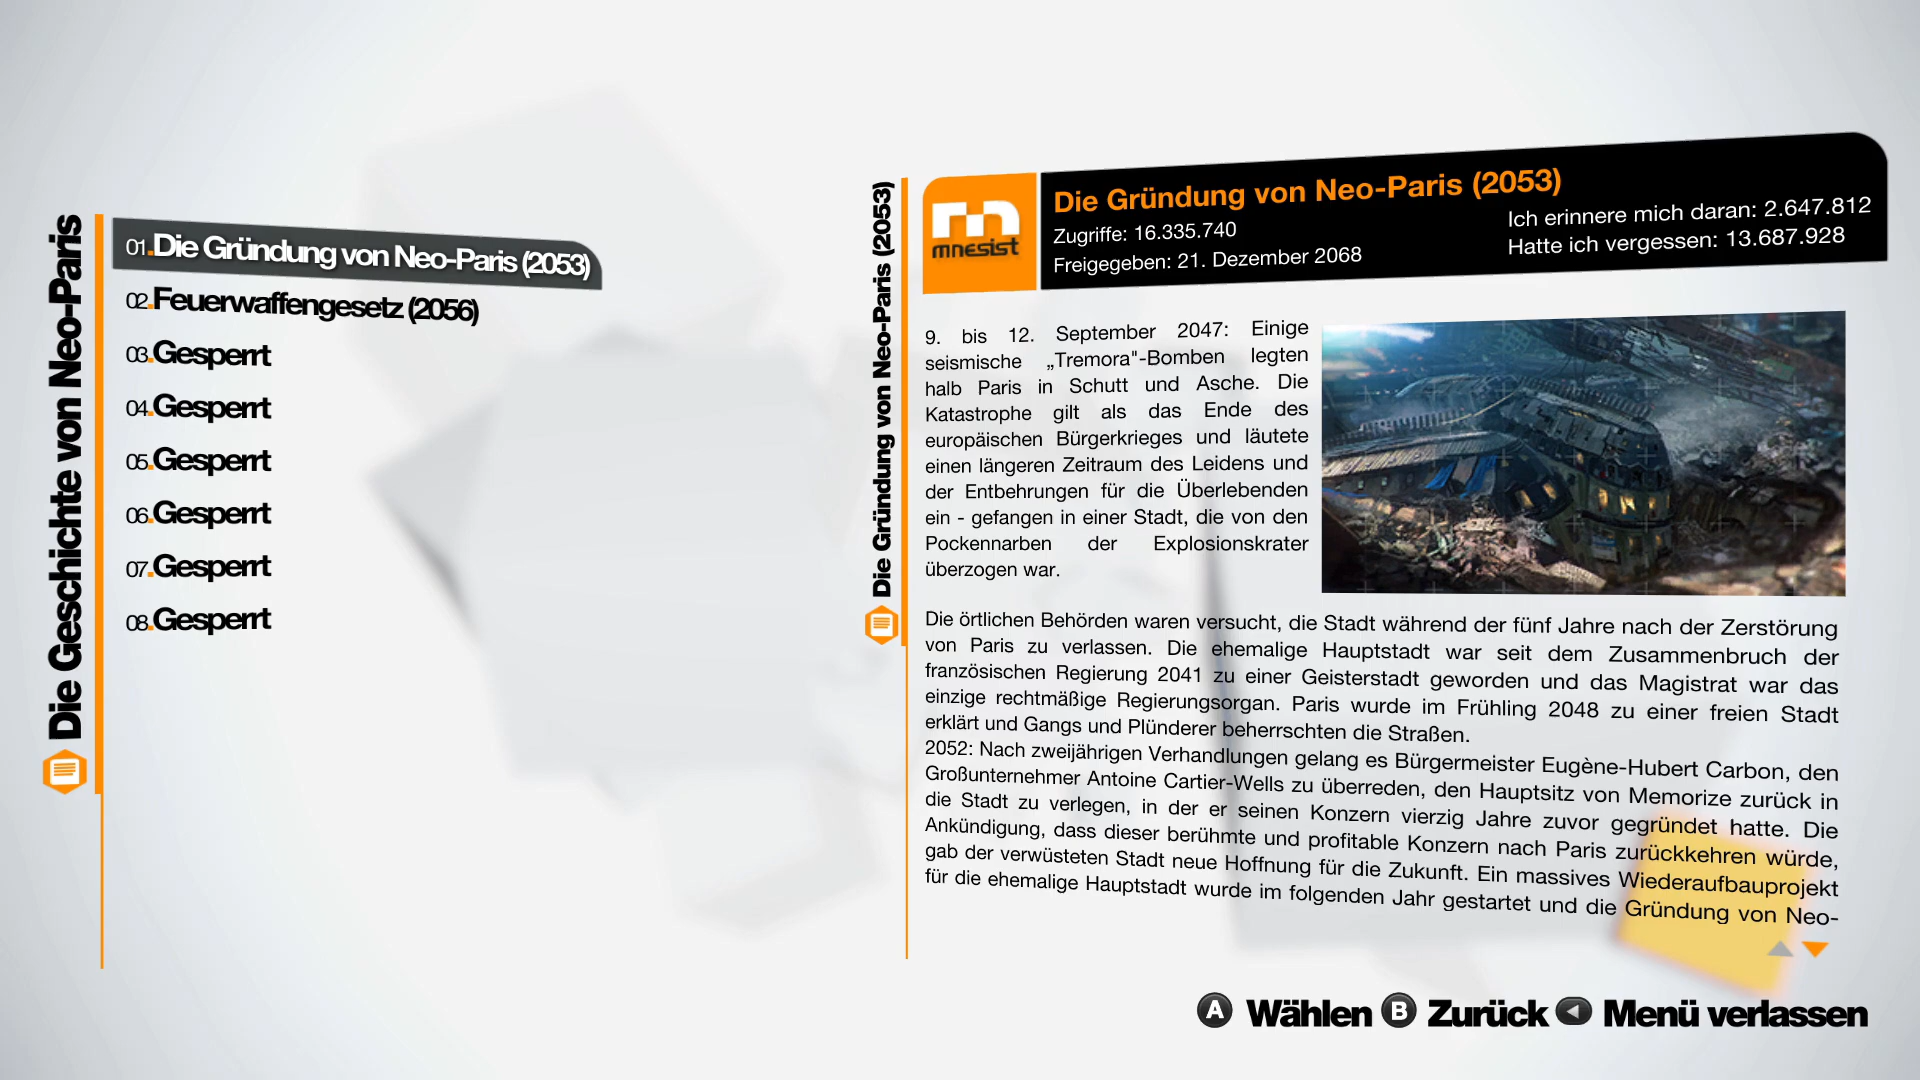 Die Geschichte von Neo-Paris
01.Die Gründung von Neo-Paris (2053)
02.Feuerwaffengesetz (2056)
03.Gesperrt
04.Gesperrt
05.Gesperrt
06.Gesperrt
07.Gesperrt
08.Gesperrt
Die Gründung von Neo-Paris (2053)
mnesist
Die Gründung von Neo-Paris (2053)
Zugriffe: 16.335.740
Freigegeben: 21. Dezember 2068
Ich erinnere mich daran: 2.647.812
Hatte ich vergessen: 13.687.928
9. bis 12. September 2047: Einige
seismische „Tremora"-Bomben legten
halb Paris in Schutt und Asche. Die
Katastrophe gilt als das Ende des
europäischen Bürgerkrieges und läutete
einen längeren Zeitraum des Leidens und
der Entbehrungen für die Überlebenden
ein - gefangen in einer Stadt, die von den
Pockennarben der Explosionskrater
überzogen war.
Die örtlichen Behörden waren versucht, die Stadt während der fünf Jahre nach der Zerstörung
von Paris zu verlassen. Die ehemalige Hauptstadt war seit dem Zusammenbruch der
französischen Regierung 2041 zu einer Geisterstadt geworden und das Magistrat war das
einzige rechtmäßige Regierungsorgan. Paris wurde im Frühling 2048 zu einer freien Stadt
erklärt und Gangs und Plünderer beherrschten die Straßen.
2052: Nach zweijährigen Verhandlungen gelang es Bürgermeister Eugène-Hubert Carbon, den
Großunternehmer Antoine Cartier-Wells zu überreden, den Hauptsitz von Memorize zurück in
die Stadt zu verlegen, in der er seinen Konzern vierzig Jahre zuvor gegründet hatte. Die
Ankündigung, dass dieser berühmte und profitable Konzern nach Paris zurückkehren würde,
gab der verwüsteten Stadt neue Hoffnung für die Zukunft. Ein massives Wiederaufbauprojekt
für die ehemalige Hauptstadt wurde im folgenden Jahr gestartet und die Gründung von Neo-
A Wählen B Zurück Menü verlassen